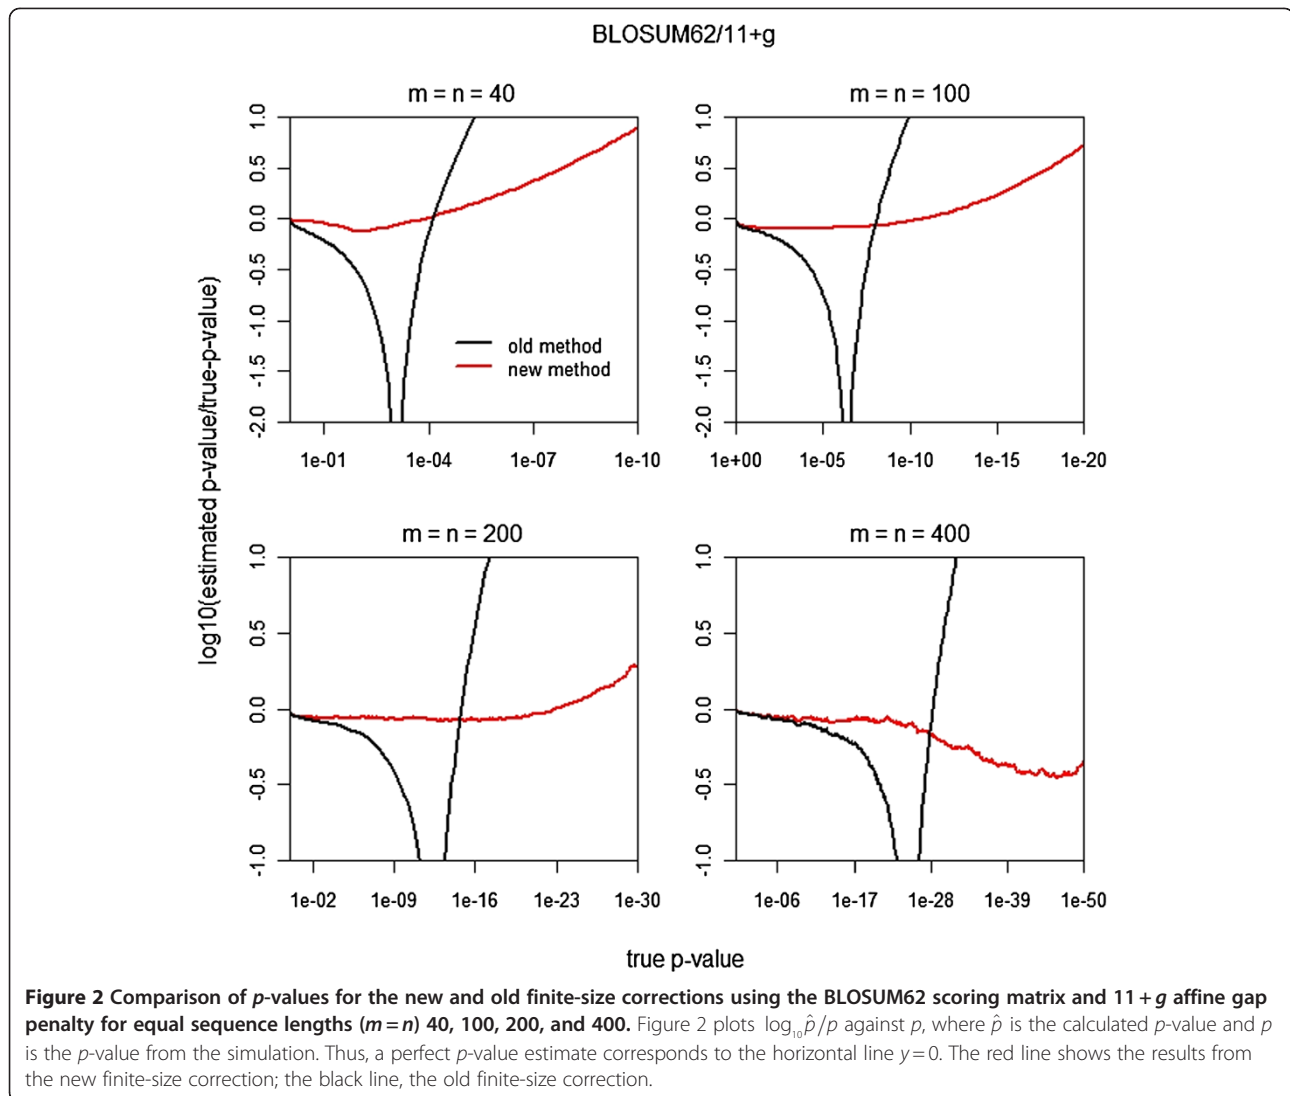 BLOSUM62/11+g
m = n = 40
m = n = 100
1.0
0.5
0.0
-0.5
-1.0
-1.5
-2.0
old method
new method
1e-01 1e-04 1e-07 1e-10
1.0
0.5
0.0
-0.5
-1.0
-1.5
-2.0
1e+00 1e-05 1e-10 1e-15 1e-20
log10(estimated p-value/true-p-value)
m = n = 200
m = n = 400
1.0
0.5
0.0
-0.5
-1.0
1e-02 1e-09 1e-16 1e-23 1e-30
1.0
0.5
0.0
-0.5
-1.0
1e-06 1e-17 1e-28 1e-39 1e-50
true p-value
Figure 2 Comparison of p-values for the new and old finite-size corrections using the BLOSUM62 scoring matrix and 11 + g affine gap
penalty for equal sequence lengths (m = n) 40, 100, 200, and 400. Figure 2 plots log₁₀ p̂/p against p, where p̂ is the calculated p-value and p
is the p-value from the simulation. Thus, a perfect p-value estimate corresponds to the horizontal line y = 0. The red line shows the results from
the new finite-size correction; the black line, the old finite-size correction.